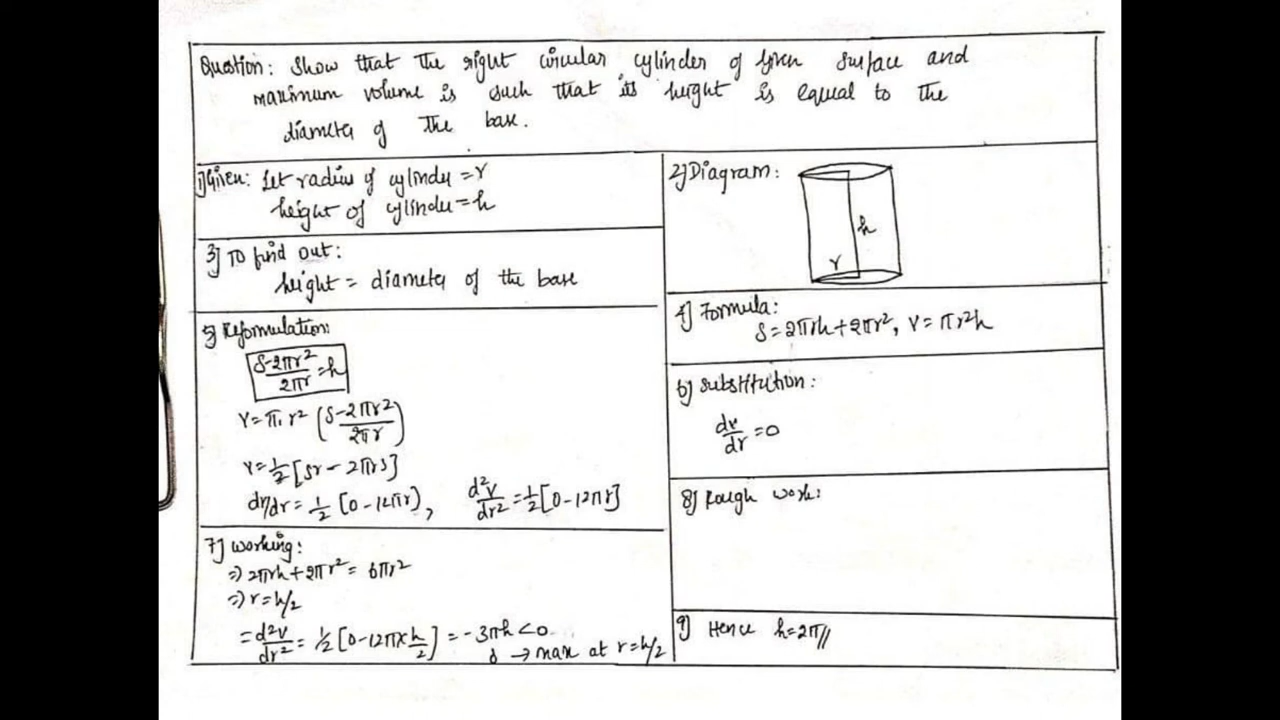 Question: Show that the right circular cylinder of given surface and
maximum volume is such that its height is equal to the
diameter of the base.
1) Given: Let radius of cylinder = r
height of cylinder = h
2) Diagram:
h
r
3) To find out:
height = diameter of the base
4) Formula:
S = 2πrh + 2πr², V = πr²h
5) Reformulation:
S-2πr²/2πr = h
V = π.r² (S-2πr²/2πr)
V = 1/2 [Sr - 2πr3]
dv/dr = 1/2 [0-12πr], d²V/dr² = 1/2 [0-12πr]
6) Substitution:
dv/dr = 0
7) Working:
=> 2πrh + 2πr² = 6πr²
=> r = h/2
= d²V/dr² = 1/2 [0-12π x h/2] = -3πh < 0
→ max at r = h/2
8) Rough work:
9) Hence h = 2π//